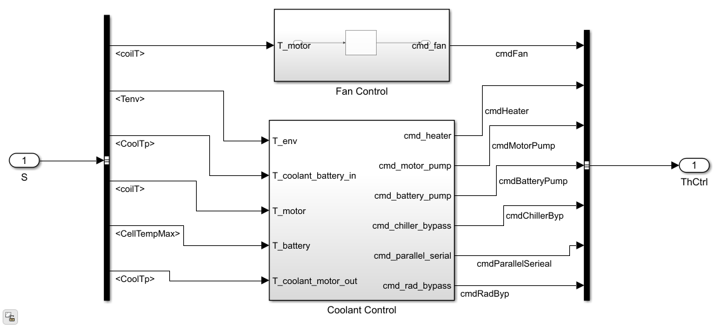 <coilT>
T_motor
cmd_fan
cmdFan
Fan Control
<Tenv>
T_env
cmd_heater
cmdHeater
<CoolTp>
T_coolant_battery_in
cmd_motor_pump
cmdMotorPump
1
S
<coilT>
T_motor
cmd_battery_pump
cmdBatteryPump
1
ThCtrl
<CellTempMax>
T_battery
cmd_chiller_bypass
cmdChillerByp
cmd_parallel_serial
cmdParallelSerieal
<CoolTp>
T_coolant_motor_out
cmd_rad_bypass
cmdRadByp
Coolant Control